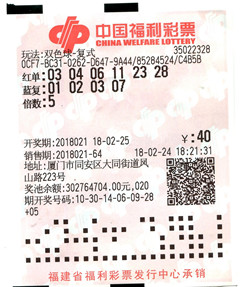 中国福利彩票
CHINA WELFARE LOTTERY
玩法:双色球-复式 35022328
0CF7-BC31-0262-D647-9A44/85284524/C4B5B
红单:03 04 06 11 23 28
蓝复:01 02 03 07
倍数:5
开奖期:2018021 18-02-25 ¥:40
销售期:2018021-64 18-02-24 18:21:31
地址:厦门市同安区大同街道凤
山路223号
奖池余额:302764704.00元,020
期开奖号码:10-30-14-06-09-28
+05
福建省福利彩票发行中心承销